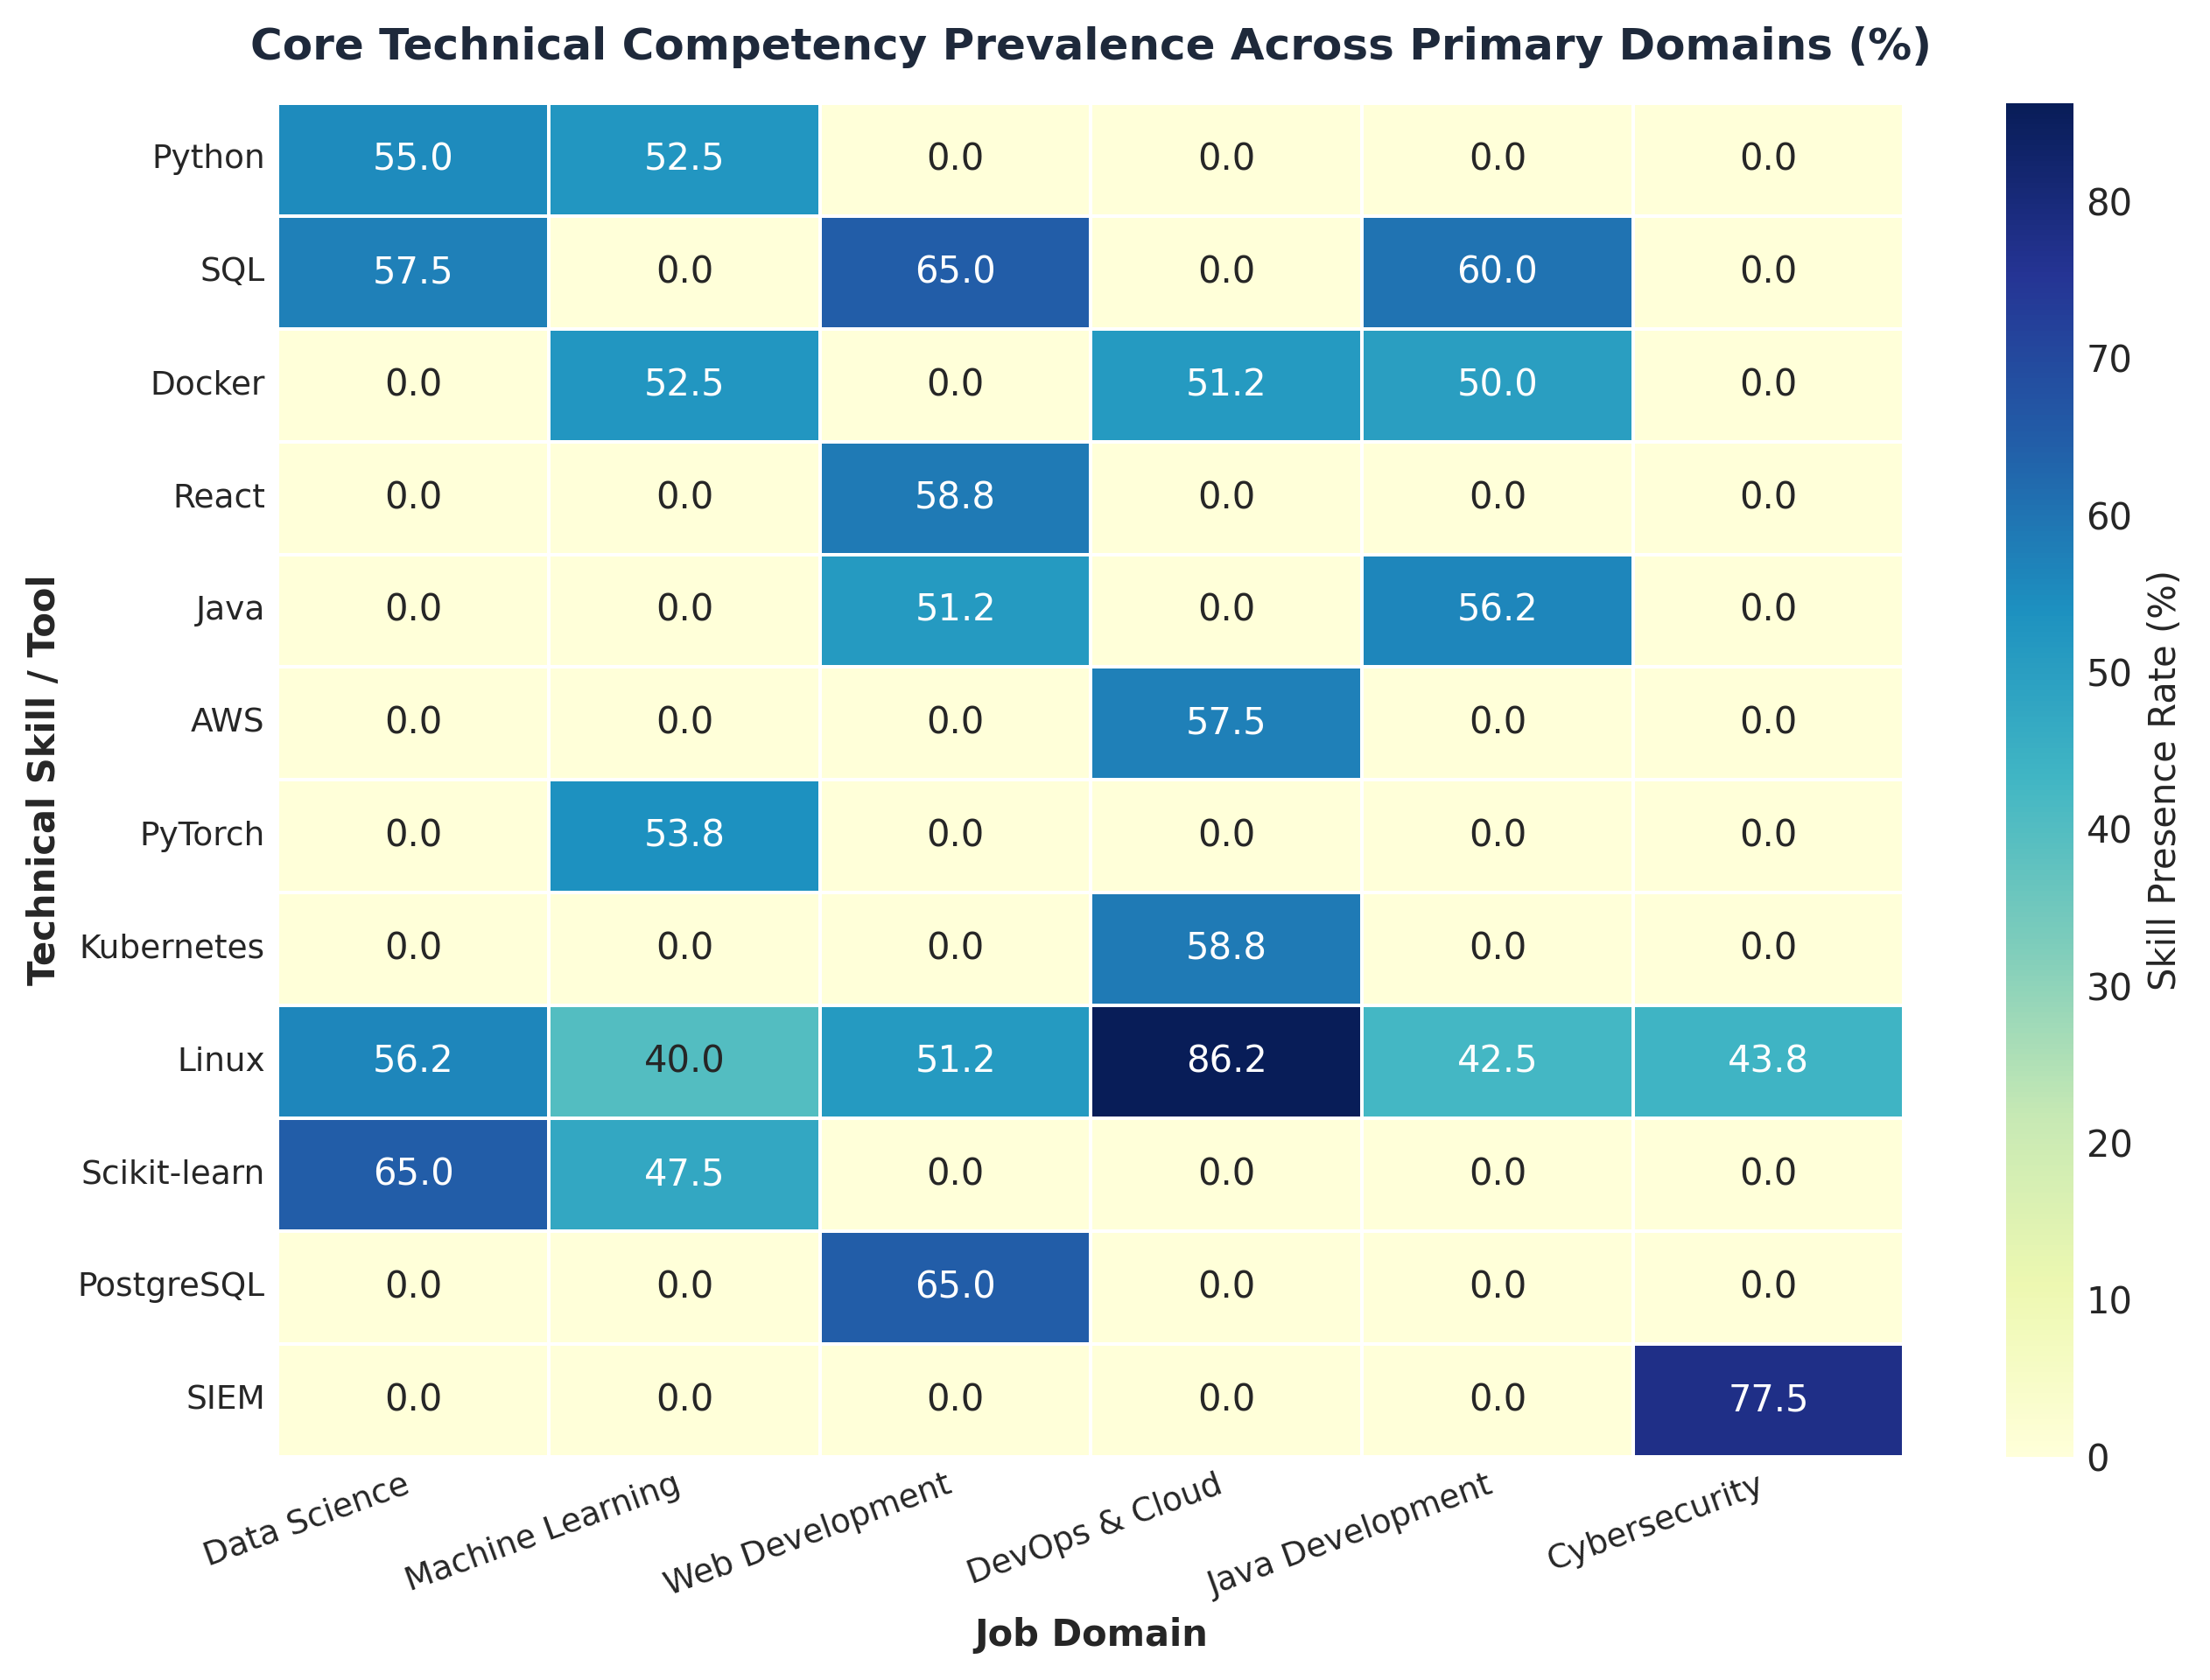 Core Technical Competency Prevalence Across Primary Domains (%)
Python 55.0 52.5 0.0 0.0 0.0 0.0
SQL 57.5 0.0 65.0 0.0 60.0 0.0
Docker 0.0 52.5 0.0 51.2 50.0 0.0
React 0.0 0.0 58.8 0.0 0.0 0.0
Java 0.0 0.0 51.2 0.0 56.2 0.0
AWS 0.0 0.0 0.0 57.5 0.0 0.0
PyTorch 0.0 53.8 0.0 0.0 0.0 0.0
Kubernetes 0.0 0.0 0.0 58.8 0.0 0.0
Linux 56.2 40.0 51.2 86.2 42.5 43.8
Scikit-learn 65.0 47.5 0.0 0.0 0.0 0.0
PostgreSQL 0.0 0.0 65.0 0.0 0.0 0.0
SIEM 0.0 0.0 0.0 0.0 0.0 77.5
Technical Skill / Tool
Data Science
Machine Learning
Web Development
DevOps & Cloud
Java Development
Cybersecurity
Job Domain
80
70
60
50
40
30
20
10
0
Skill Presence Rate (%)